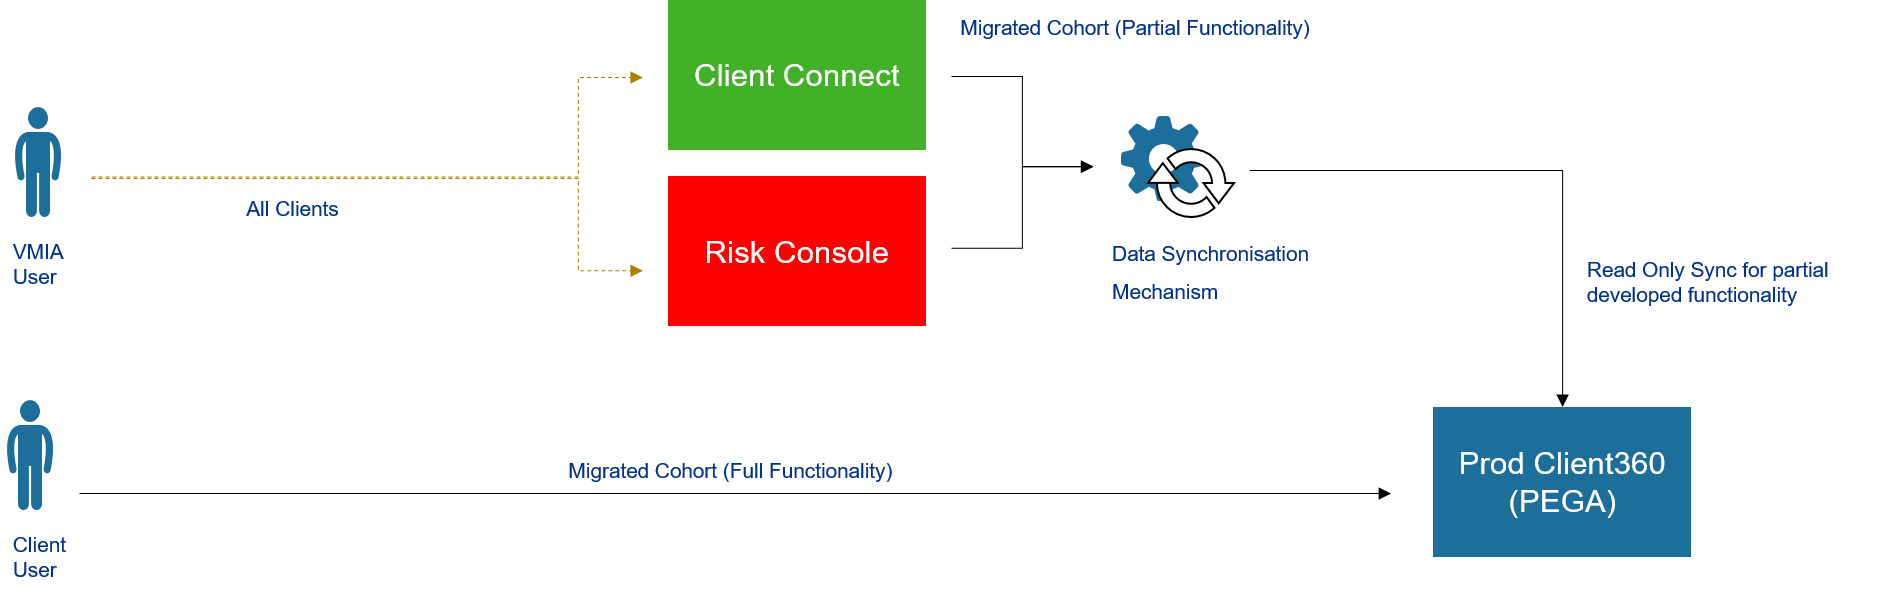 Migrated Cohort (Partial Functionality)
Client Connect
All Clients
VMIA
User
Risk Console
Data Synchronisation
Mechanism
Read Only Sync for partial
developed functionality
Migrated Cohort (Full Functionality)
Prod Client360
(PEGA)
Client
User